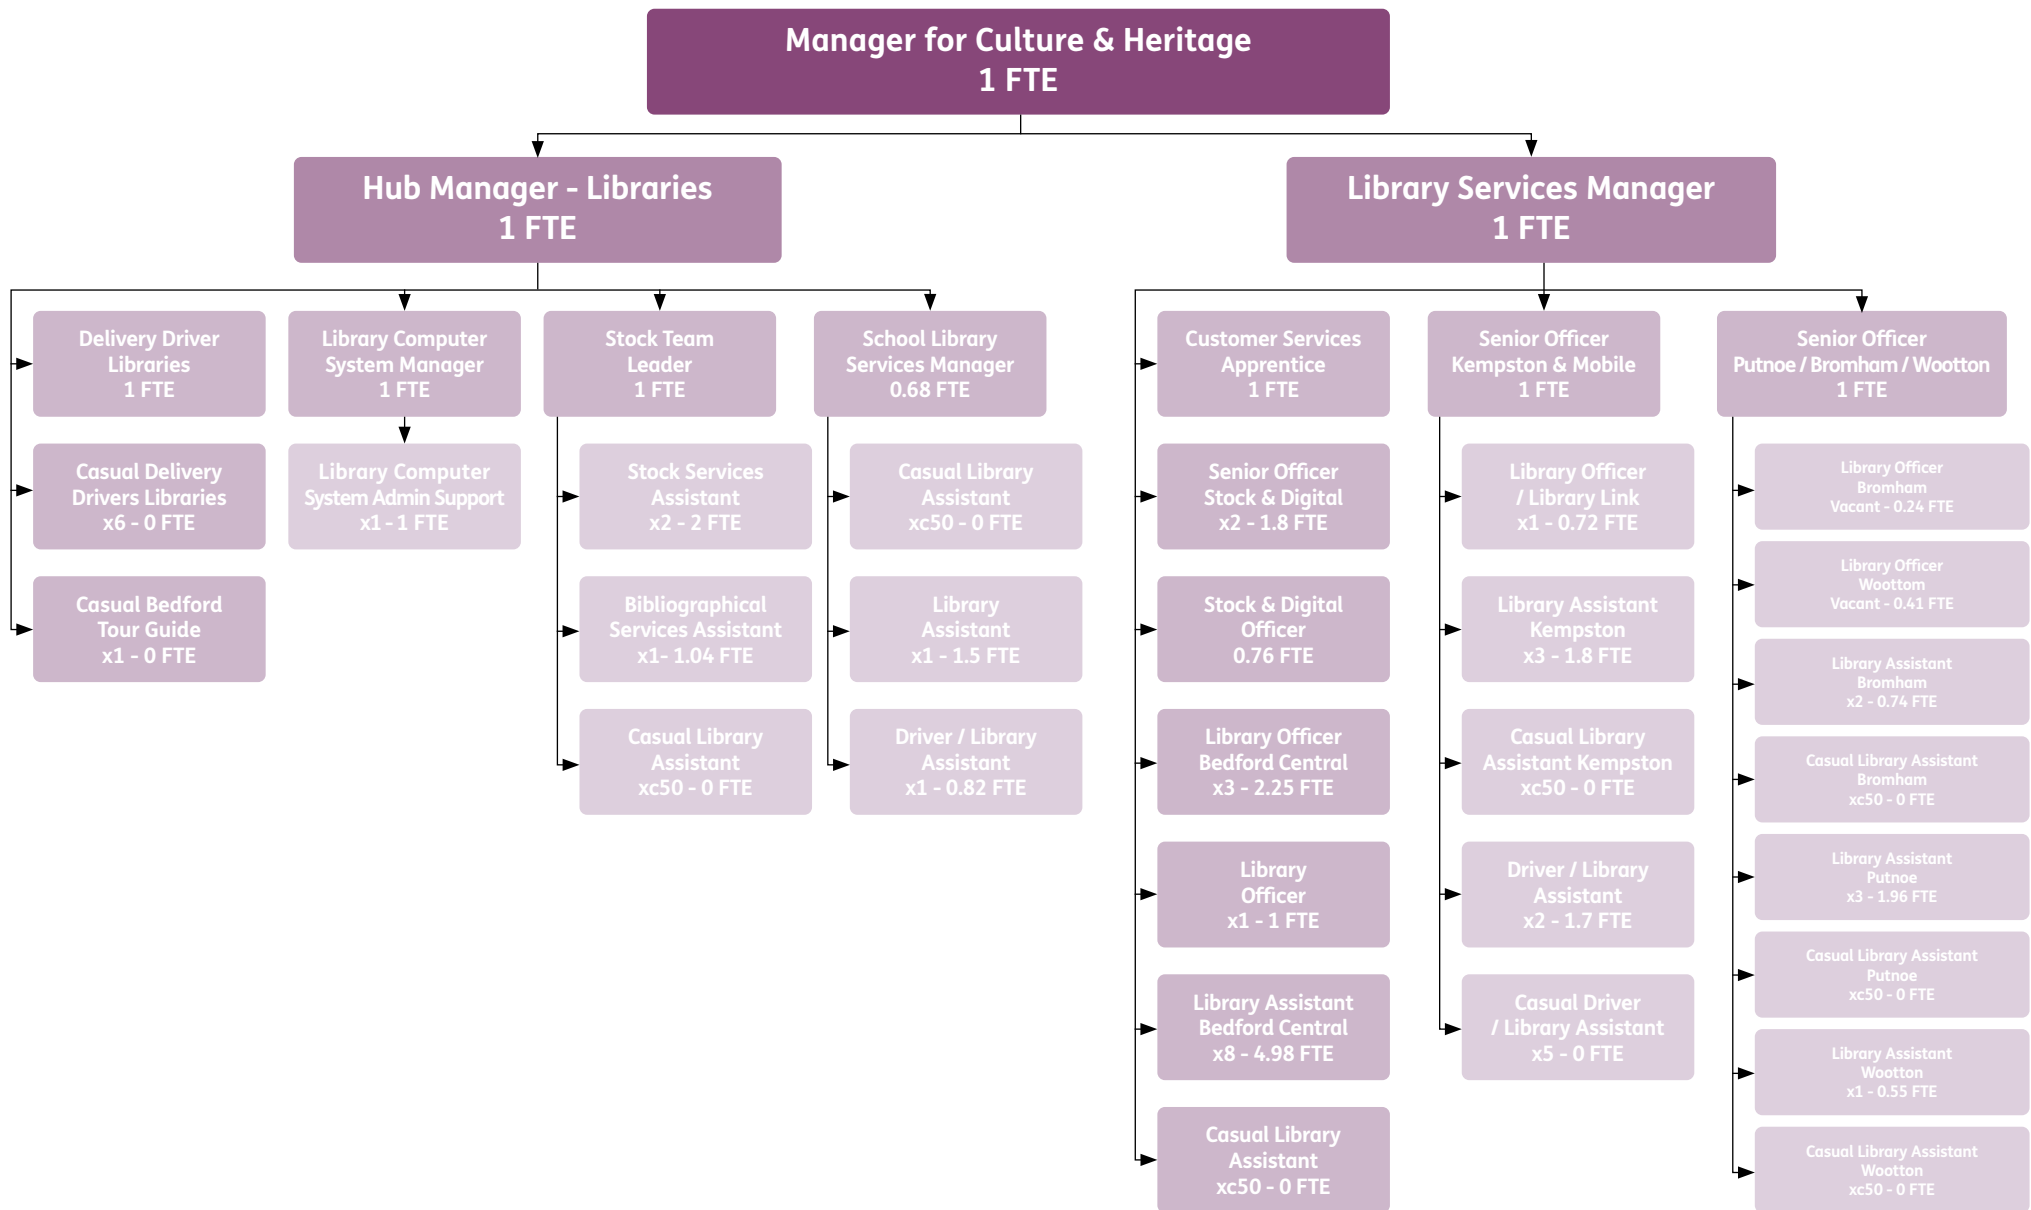 Manager for Culture & Heritage
1 FTE
Hub Manager - Libraries
1 FTE
Library Services Manager
1 FTE
Delivery Driver
Libraries
1 FTE
Casual Delivery
Drivers Libraries
x6 - 0 FTE
Casual Bedford
Tour Guide
x1 - 0 FTE
Library Computer
System Manager
1 FTE
Library Computer
System Admin Support
x1 - 1 FTE
Stock Team
Leader
1 FTE
Stock Services
Assistant
x2 - 2 FTE
Bibliographical
Services Assistant
x1- 1.04 FTE
Casual Library
Assistant
xc50 - 0 FTE
School Library
Services Manager
0.68 FTE
Casual Library
Assistant
xc50 - 0 FTE
Library
Assistant
x1 - 1.5 FTE
Driver / Library
Assistant
x1 - 0.82 FTE
Customer Services
Apprentice
1 FTE
Senior Officer
Stock & Digital
x2 - 1.8 FTE
Stock & Digital
Officer
0.76 FTE
Library Officer
Bedford Central
x3 - 2.25 FTE
Library
Officer
x1 - 1 FTE
Library Assistant
Bedford Central
x8 - 4.98 FTE
Casual Library
Assistant
xc50 - 0 FTE
Senior Officer
Kempston & Mobile
1 FTE
Library Officer
/ Library Link
x1 - 0.72 FTE
Library Assistant
Kempston
x3 - 1.8 FTE
Casual Library
Assistant Kempston
xc50 - 0 FTE
Driver / Library
Assistant
x2 - 1.7 FTE
Casual Driver
/ Library Assistant
x5 - 0 FTE
Senior Officer
Putnoe / Bromham / Wootton
1 FTE
Library Officer
Bromham
Vacant - 0.24 FTE
Library Officer
Woottom
Vacant - 0.41 FTE
Library Assistant
Bromham
x2 - 0.74 FTE
Casual Library Assistant
Bromham
xc50 - 0 FTE
Library Assistant
Putnoe
x3 - 1.96 FTE
Casual Library Assistant
Putnoe
xc50 - 0 FTE
Library Assistant
Wootton
x1 - 0.55 FTE
Casual Library Assistant
Wootton
xc50 - 0 FTE